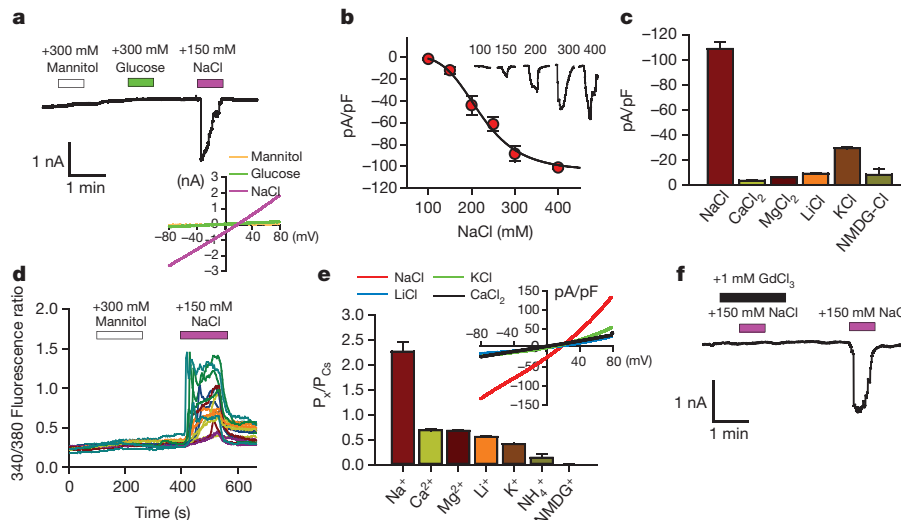 a
+300 mM
Mannitol
+300 mM
Glucose
+150 mM
NaCl
1 nA
1 min
(nA)
Mannitol
Glucose
NaCl
3
2
1
0
−1
−2
−3
−80
−40
40
80 (mV)
b
pA/pF
0
−20
−40
−60
−80
−100
−120
100 150 200 300 400
100
200
300
400
NaCl (mM)
c
pA/pF
−120
−100
−80
−60
−40
−20
0
NaCl
CaCl₂
MgCl₂
LiCl
KCl
NMDG-Cl
d
340/380 Fluorescence ratio
+300 mM
Mannitol
+150 mM
NaCl
2.0
1.5
1.0
0.5
0.0
0
200
400
600
Time (s)
e
NaCl
KCl
LiCl
CaCl₂
Pₓ/P_Cs
3.0
2.5
2.0
1.5
1.0
0.5
0.0
Na⁺
Ca²⁺
Mg²⁺
Li⁺
K⁺
NH₄⁺
NMDG⁺
pA/pF
150
100
50
0
−50
−100
−150
−80
−40
40
80 (mV)
f
+1 mM GdCl₃
+150 mM NaCl
+150 mM NaC
1 nA
1 min